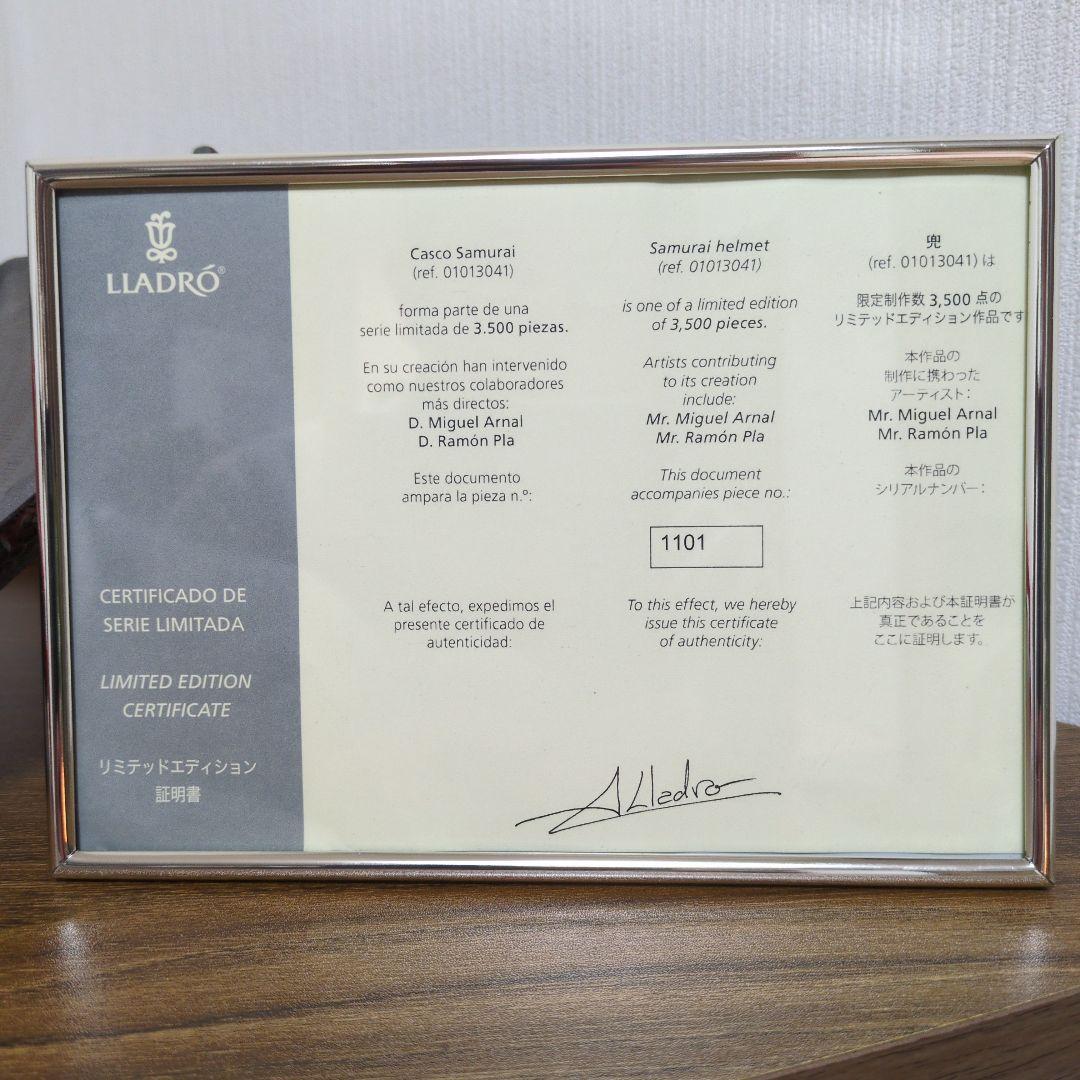 LLADRÓ®
CERTIFICADO DE
SERIE LIMITADA
LIMITED EDITION
CERTIFICATE
リミテッドエディション
証明書
Casco Samurai
(ref. 01013041)
forma parte de una
serie limitada de 3.500 piezas.
En su creación han intervenido
como nuestros colaboradores
más directos:
D. Miguel Arnal
D. Ramón Pla
Este documento
ampara la pieza n.º:
A tal efecto, expedimos el
presente certificado de
autenticidad:
Samurai helmet
(ref. 01013041)
is one of a limited edition
of 3,500 pieces.
Artists contributing
to its creation
include:
Mr. Miguel Arnal
Mr. Ramón Pla
This document
accompanies piece no.:
1101
To this effect, we hereby
issue this certificate
of authenticity:
兜
(ref. 01013041) は
限定制作数 3,500 点の
リミテッドエディション作品です
本作品の
制作に携わった
アーティスト:
Mr. Miguel Arnal
Mr. Ramón Pla
本作品の
シリアルナンバー:
上記内容および本証明書が
真正であることを
ここに証明します。
A Lladro